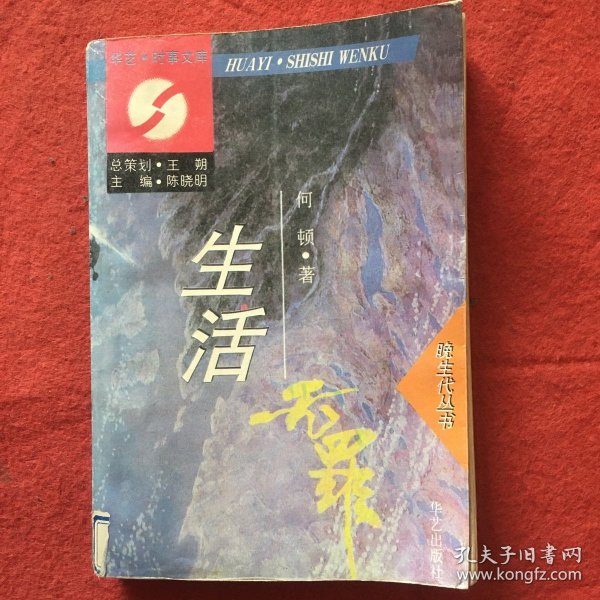 华艺·时事文库
HUAYI·SHISHI WENKU
总策划·王 朔
主 编·陈晓明
何顿·著
生活
无罪
晚生代丛书
华艺出版社
孔夫子旧书网
www.kongfz.com